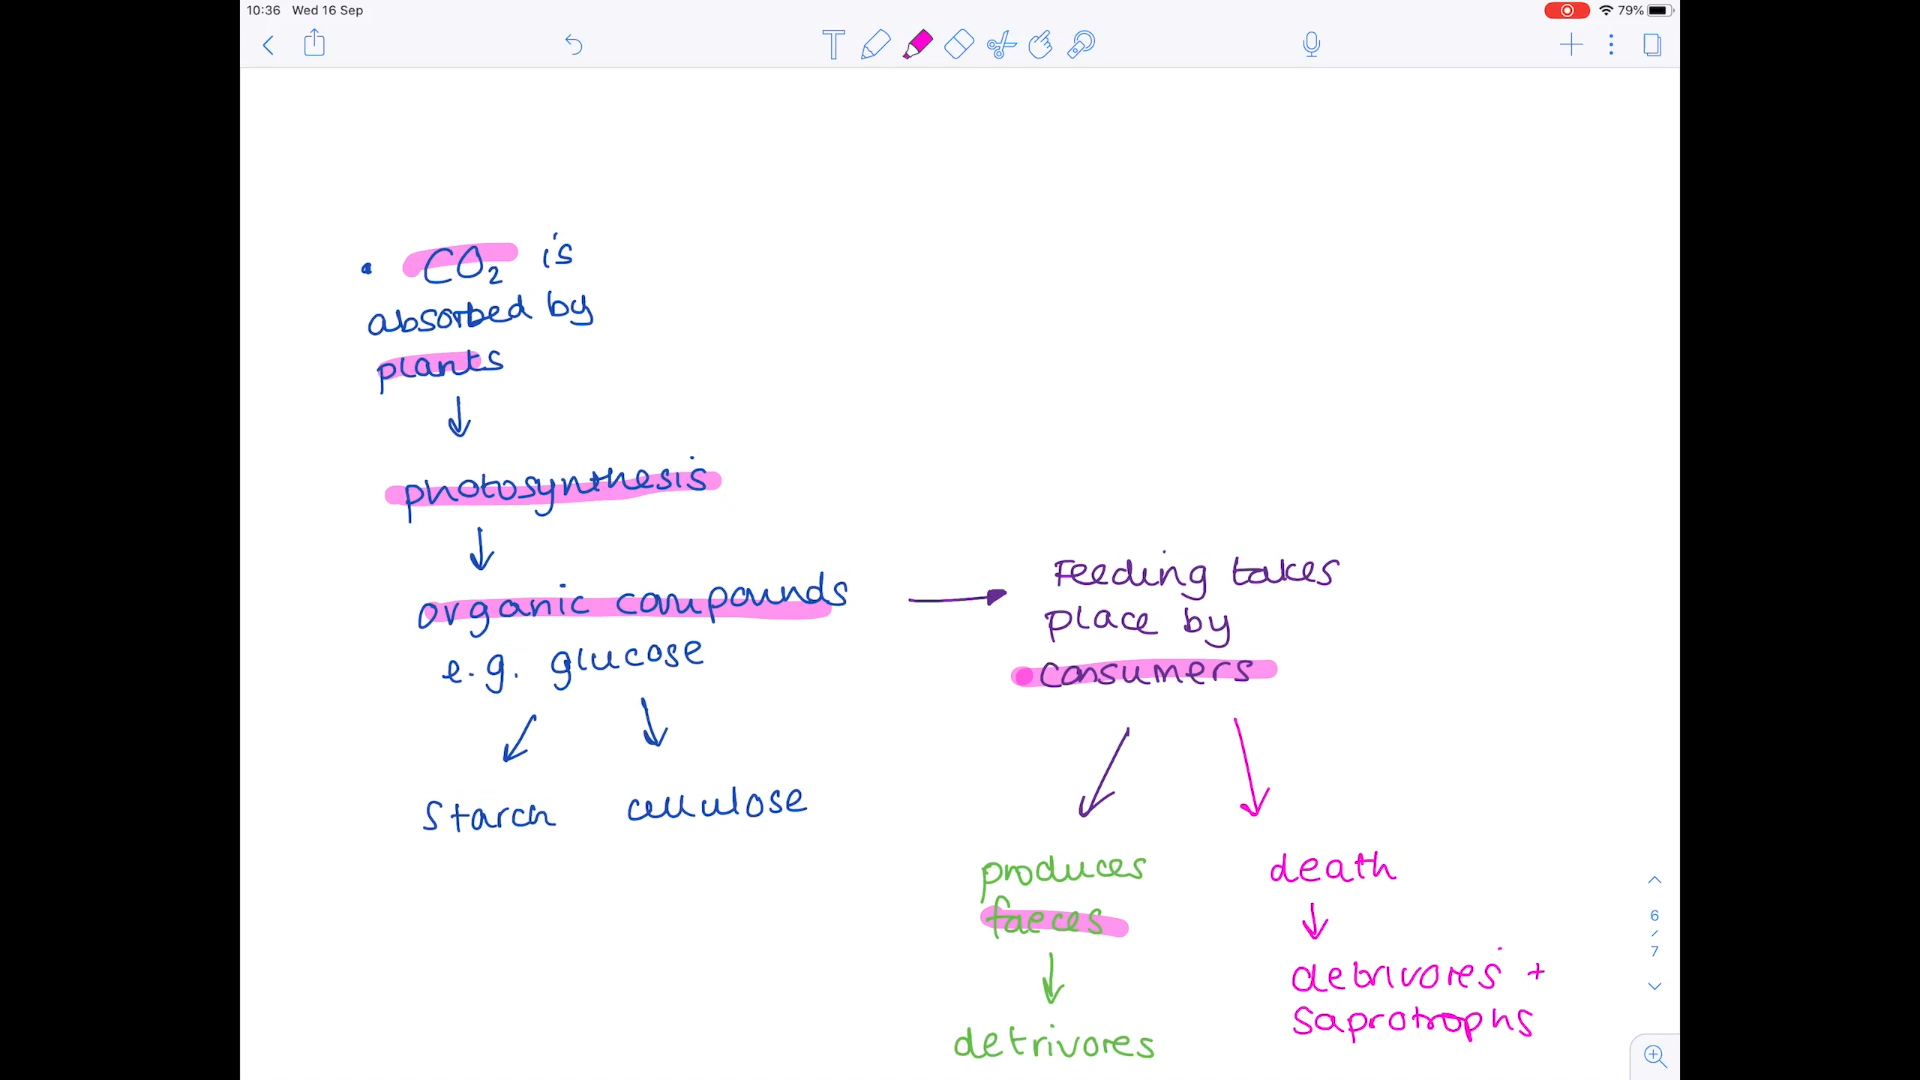 10:36 Wed 16 Sep
79%
• CO₂ is
absorbed by
plants
↓
photosynthesis
↓
organic compounds →
e.g. glucose
↙ ↓
Starch cellulose
Feeding takes
place by
consumers
↙ ↓
produces
faeces
↓
detrivores
death
↓
debrivores +
saprotrophs
6
/
7